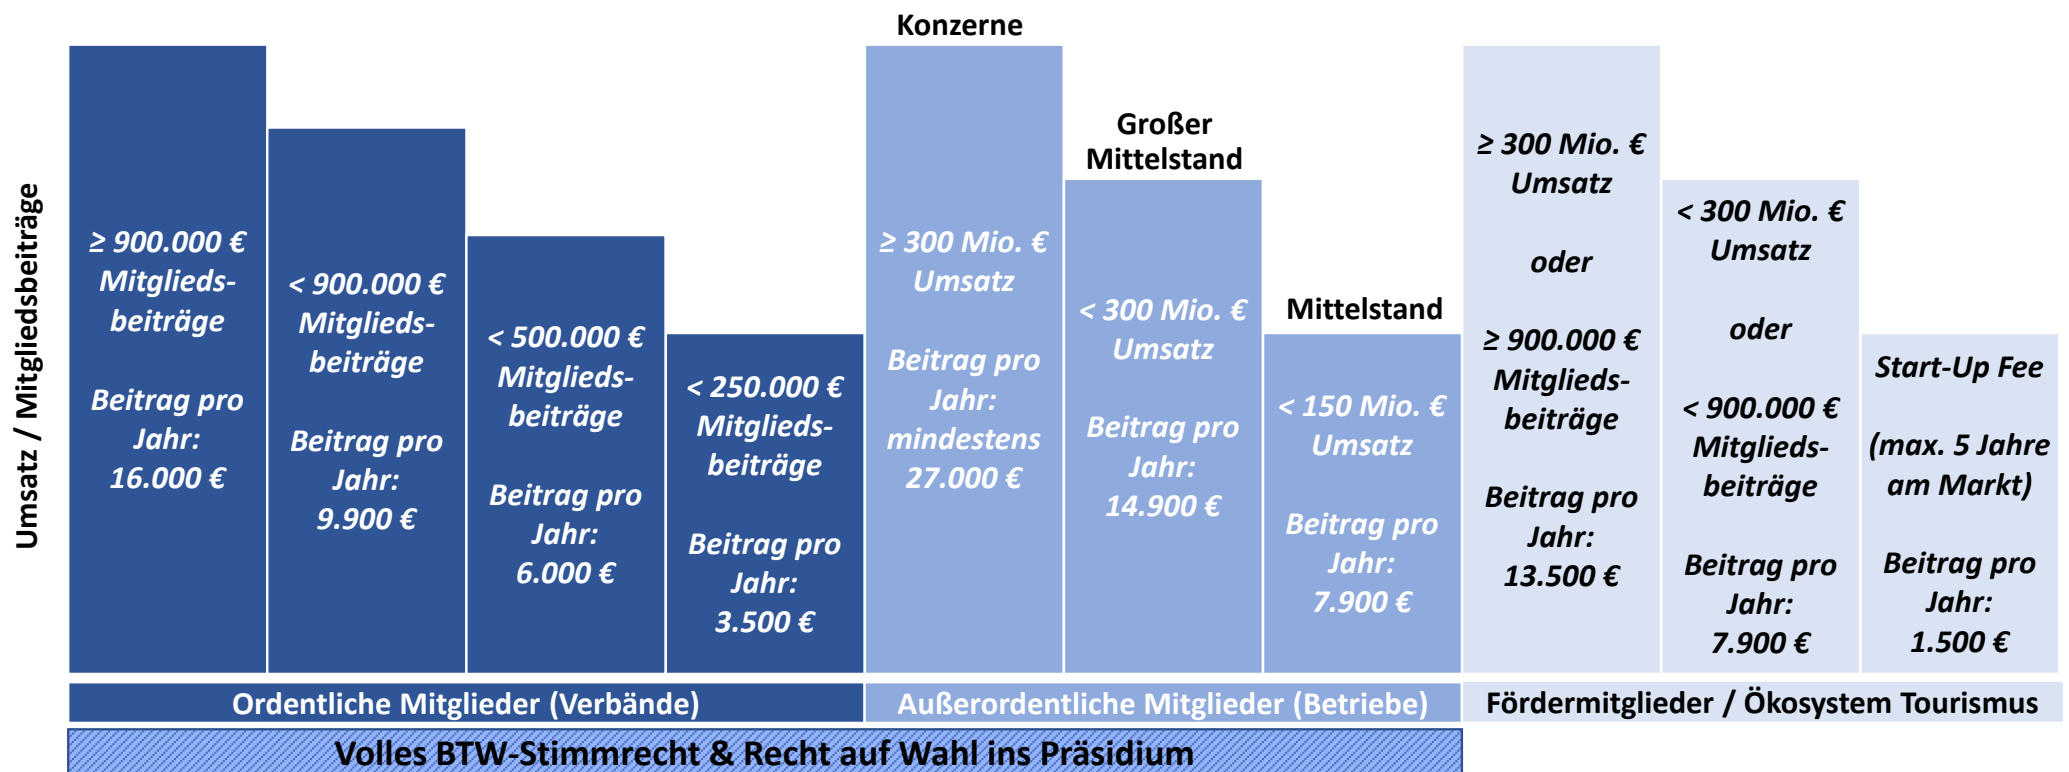 Umsatz / Mitgliedsbeiträge
≥ 900.000 €
Mitglieds-
beiträge
Beitrag pro
Jahr:
16.000 €
< 900.000 €
Mitglieds-
beiträge
Beitrag pro
Jahr:
9.900 €
< 500.000 €
Mitglieds-
beiträge
Beitrag pro
Jahr:
6.000 €
< 250.000 €
Mitglieds-
beiträge
Beitrag pro
Jahr:
3.500 €
Konzerne
≥ 300 Mio. €
Umsatz
Beitrag pro
Jahr:
mindestens
27.000 €
Großer
Mittelstand
< 300 Mio. €
Umsatz
Beitrag pro
Jahr:
14.900 €
Mittelstand
< 150 Mio. €
Umsatz
Beitrag pro
Jahr:
7.900 €
≥ 300 Mio. €
Umsatz
oder
≥ 900.000 €
Mitglieds-
beiträge
Beitrag pro
Jahr:
13.500 €
< 300 Mio. €
Umsatz
oder
< 900.000 €
Mitglieds-
beiträge
Beitrag pro
Jahr:
7.900 €
Start-Up Fee
(max. 5 Jahre
am Markt)
Beitrag pro
Jahr:
1.500 €
Ordentliche Mitglieder (Verbände)
Außerordentliche Mitglieder (Betriebe)
Fördermitglieder / Ökosystem Tourismus
Volles BTW-Stimmrecht & Recht auf Wahl ins Präsidium